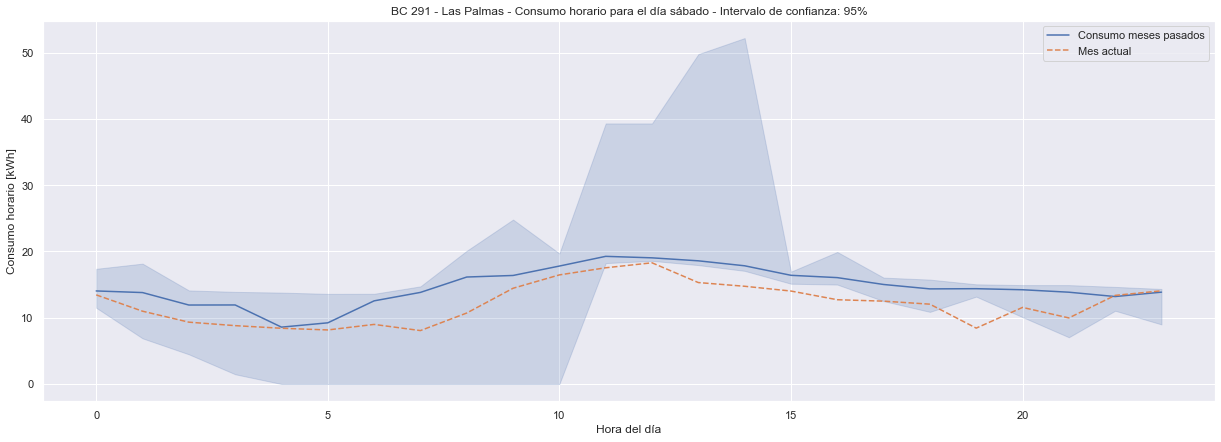 BC 291 - Las Palmas - Consumo horario para el día sábado - Intervalo de confianza: 95%
Consumo meses pasados
Mes actual
Consumo horario [kWh]
50
40
30
20
10
0
0 5 10 15 20
Hora del día